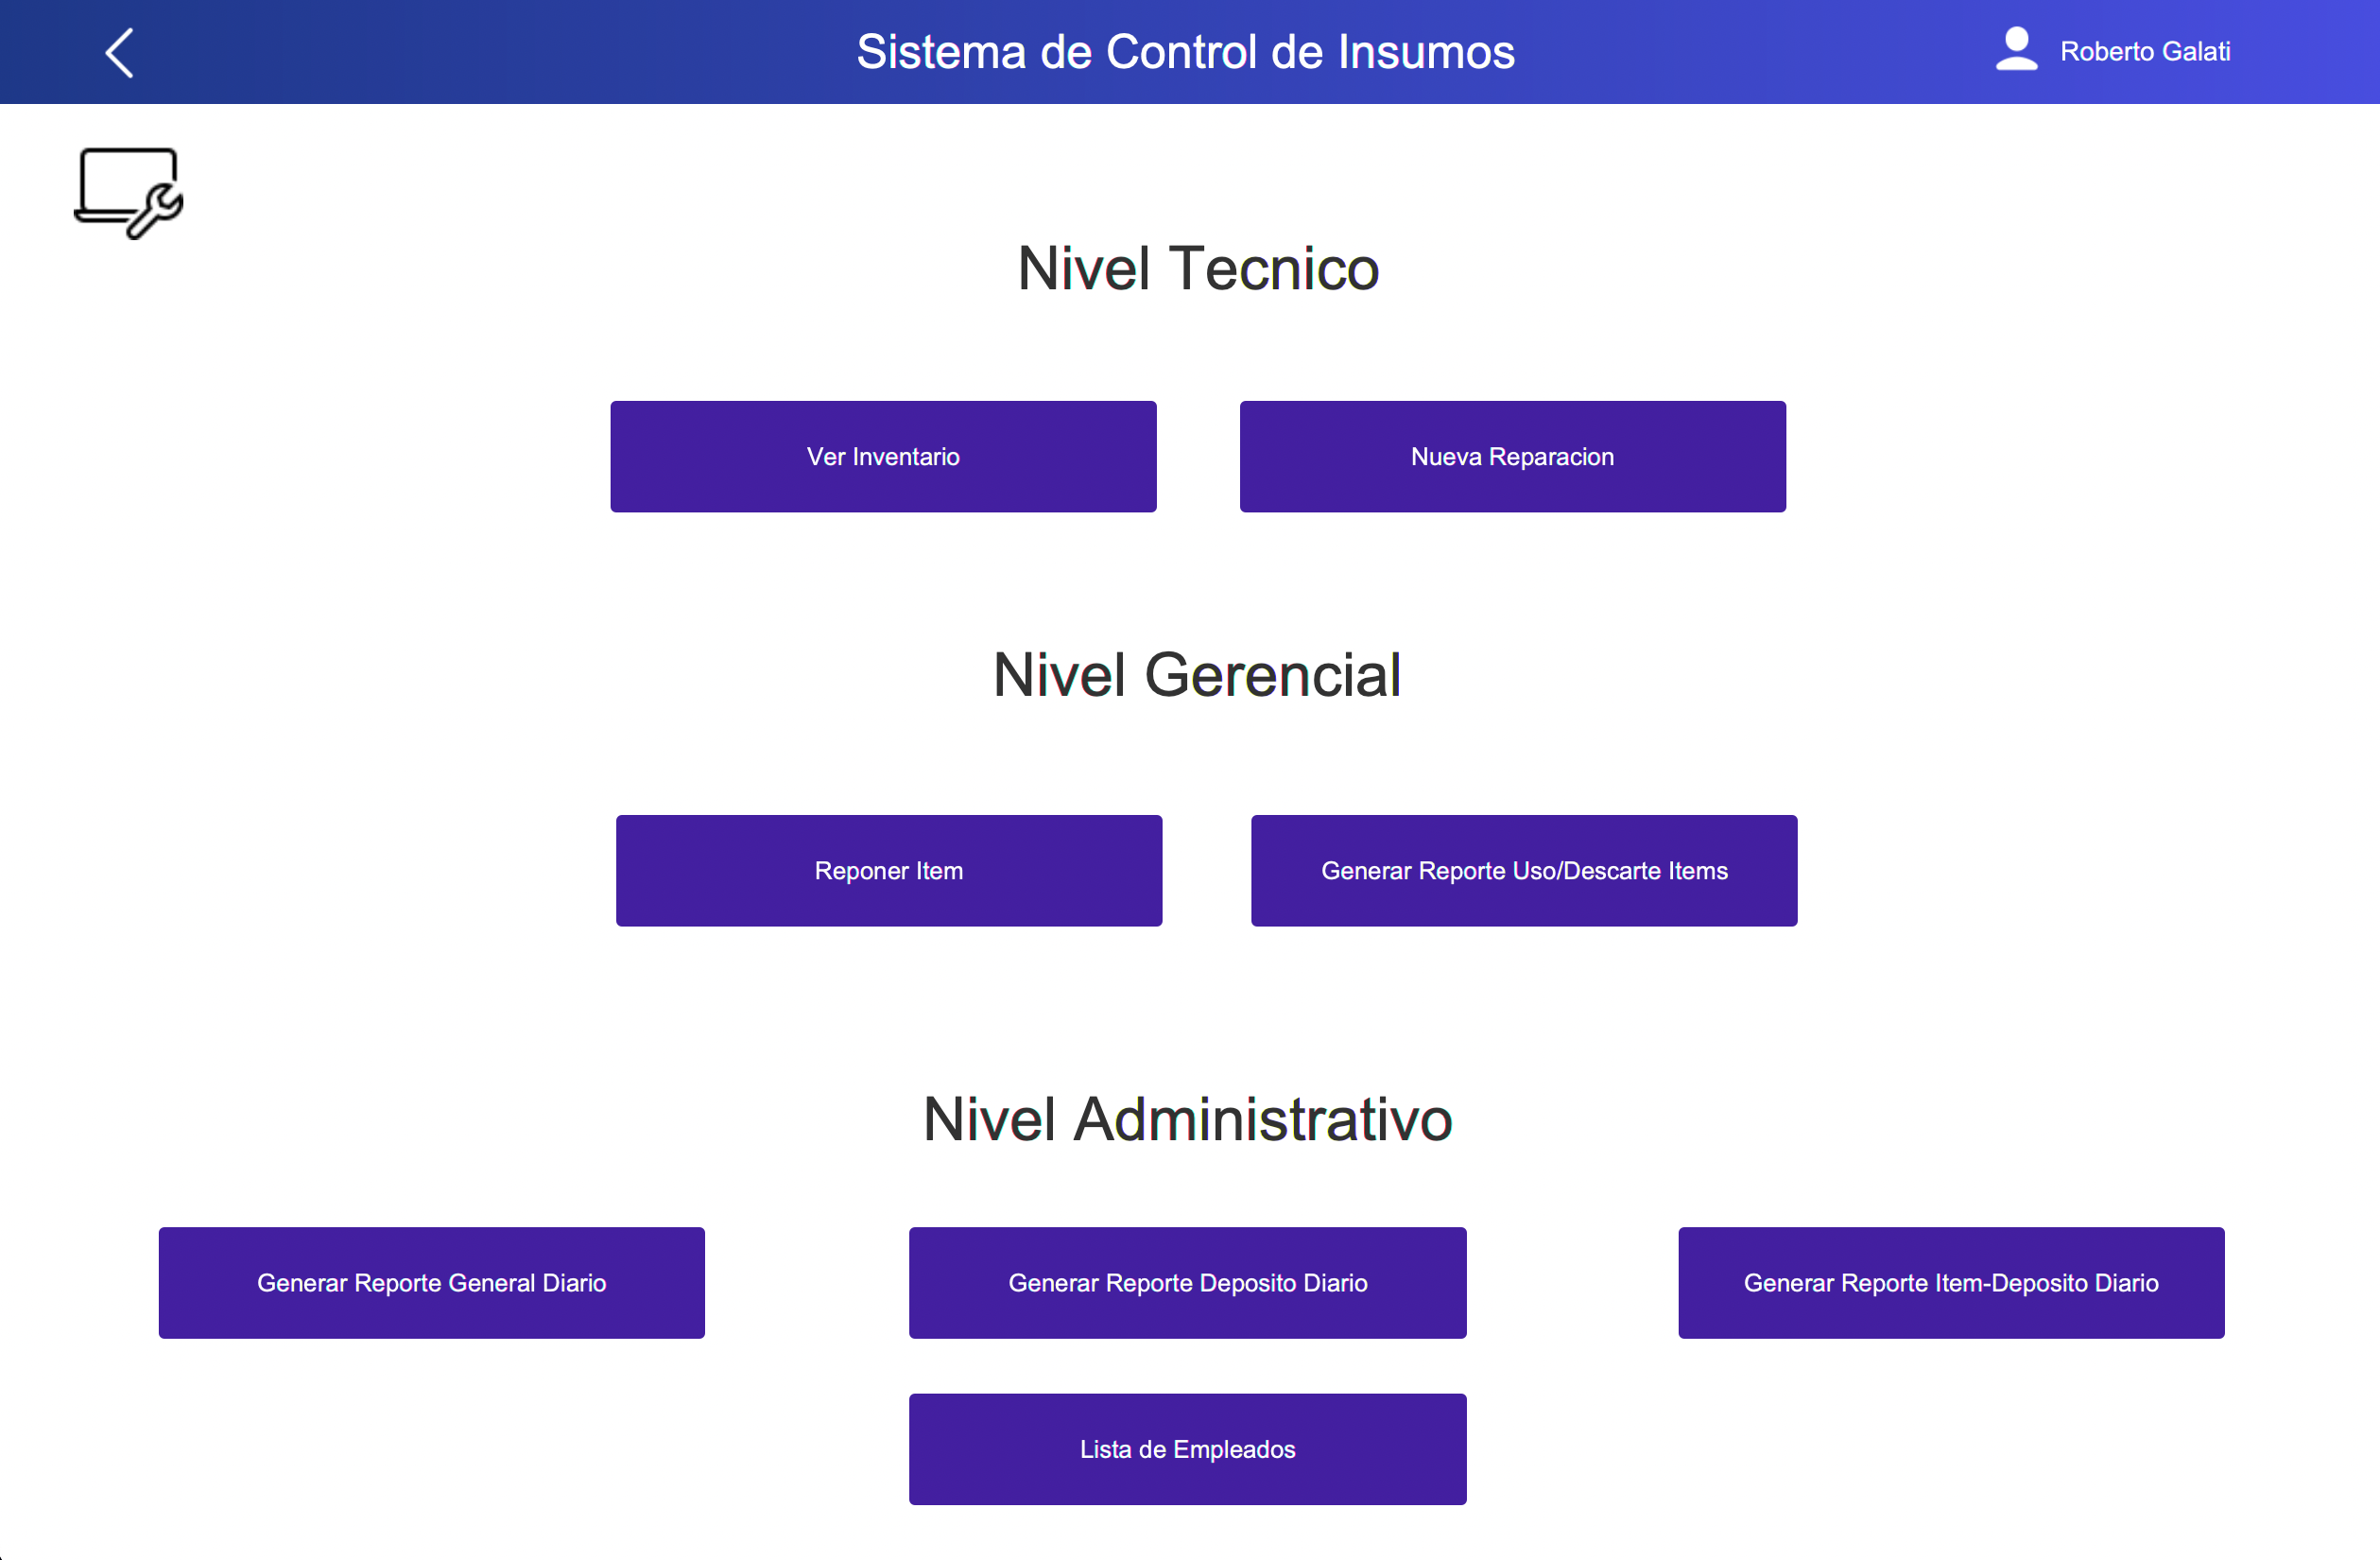 Sistema de Control de Insumos
Roberto Galati
Nivel Tecnico
Ver Inventario
Nueva Reparacion
Nivel Gerencial
Reponer Item
Generar Reporte Uso/Descarte Items
Nivel Administrativo
Generar Reporte General Diario
Generar Reporte Deposito Diario
Generar Reporte Item-Deposito Diario
Lista de Empleados